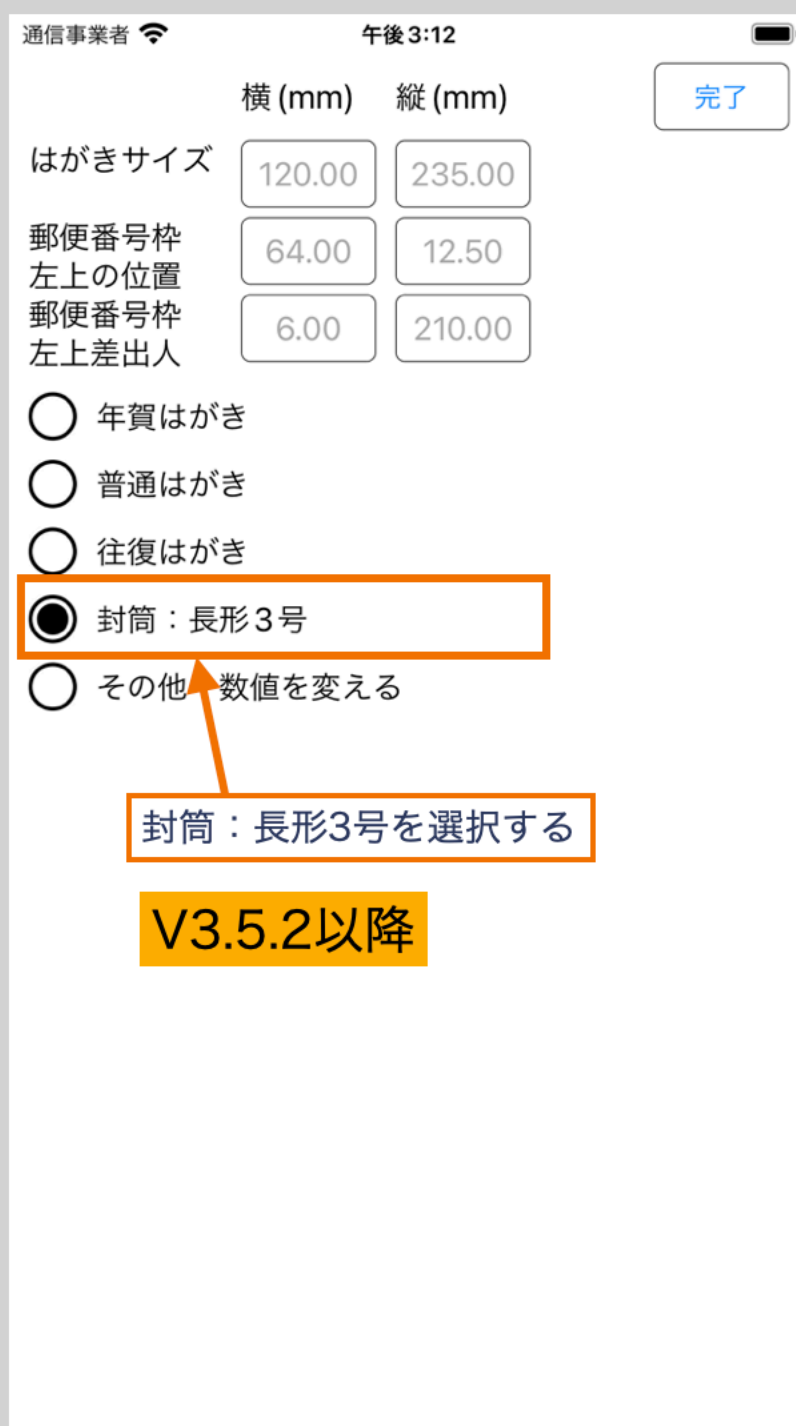 通信事業者 午後3:12
横(mm) 縦(mm) 完了
はがきサイズ 120.00 235.00
郵便番号枠
左上の位置 64.00 12.50
郵便番号枠
左上差出人 6.00 210.00
年賀はがき
普通はがき
往復はがき
封筒：長形３号
その他 数値を変える
封筒：長形3号を選択する
V3.5.2以降